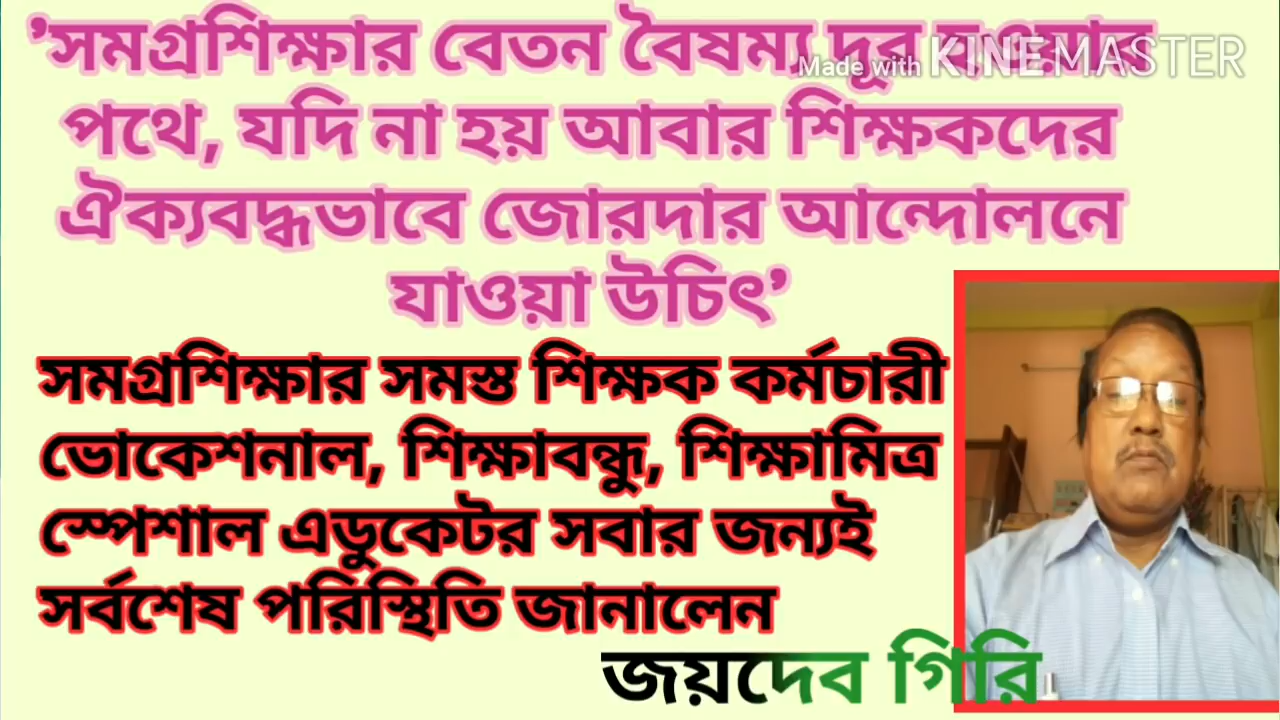 ’সমগ্রশিক্ষার বেতন বৈষম্য দূর
Made with KINEMASTER
পথে, যদি না হয় আবার শিক্ষকদের
ঐক্যবদ্ধভাবে জোরদার আন্দোলনে
যাওয়া উচিৎ’
সমগ্রশিক্ষার সমস্ত শিক্ষক কর্মচারী
ভোকেশনাল, শিক্ষাবন্ধু, শিক্ষামিত্র
স্পেশাল এডুকেটর সবার জন্যই
সর্বশেষ পরিস্থিতি জানালেন
জয়দেব গিরি